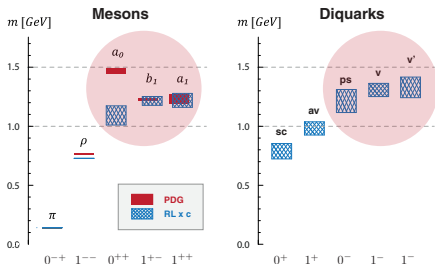 Mesons
Diquarks
m [GeV]
m [GeV]
1.5
1.0
0.5
0.0
1.5
1.0
0.5
0.0
π
ρ
a₀
b₁
a₁
PDG
RL x c
sc
av
ps
v
v'
0⁻⁺ 1⁻⁻ 0⁺⁺ 1⁺⁻ 1⁺⁺
0⁺ 1⁺ 0⁻ 1⁻ 1⁻